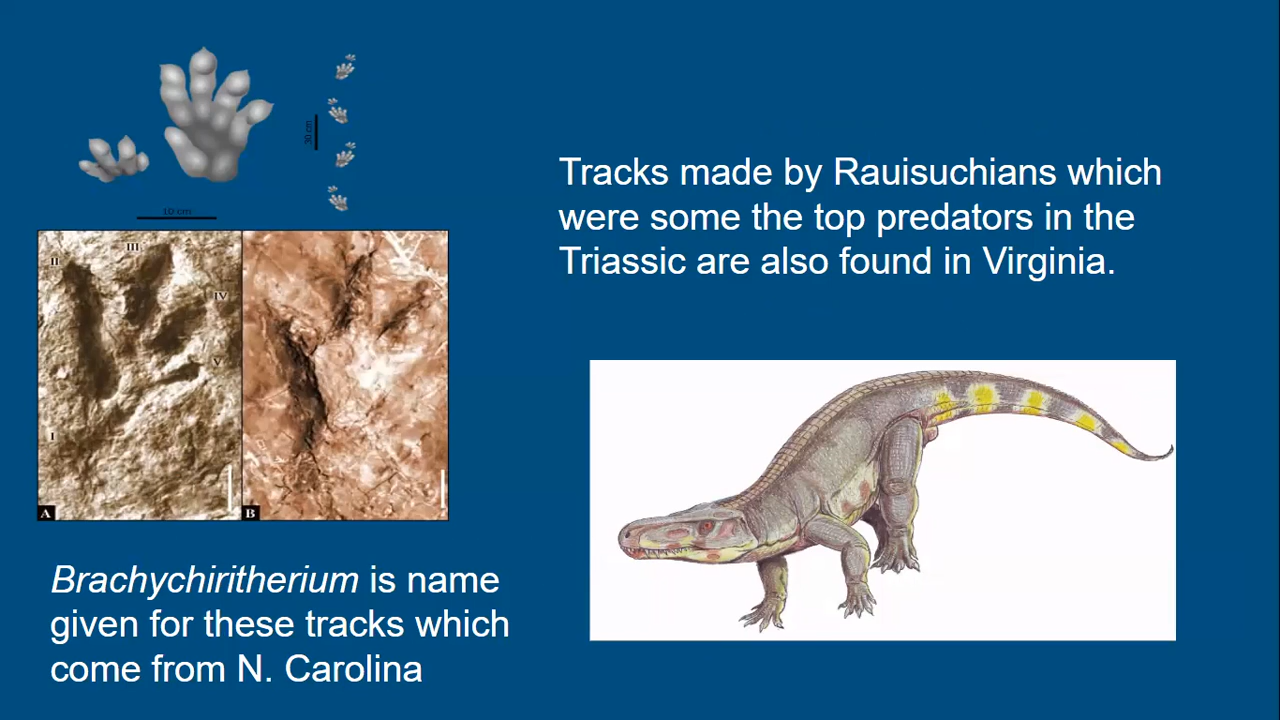 30 cm
10 cm
II
III
IV
V
I
A
B
Tracks made by Rauisuchians which
were some the top predators in the
Triassic are also found in Virginia.
Brachychiritherium is name
given for these tracks which
come from N. Carolina